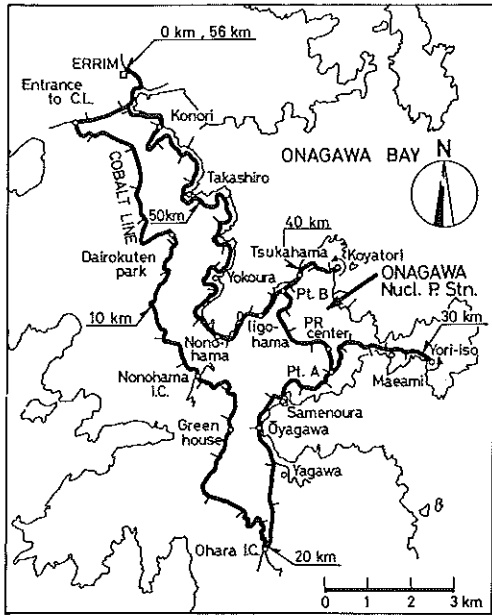 0 km, 56 km
ERRIM
Entrance
to C.L.
Konori
ONAGAWA BAY
N
COBALT LINE
Takashiro
50km
40 km
Tsukahama
Koyatori
Dairokuten
park
Yokoura
Pt. B
ONAGAWA
Nucl. P. Stn.
10 km
Iigo-
hama
PR
center
30 km
Nono-
hama
Yori-iso
Nonohama
I.C.
Pt. A
Maeami
Samenoura
Green
house
Ōyagawa
Yagawa
Ohara I.C.
20 km
0 1 2 3 km